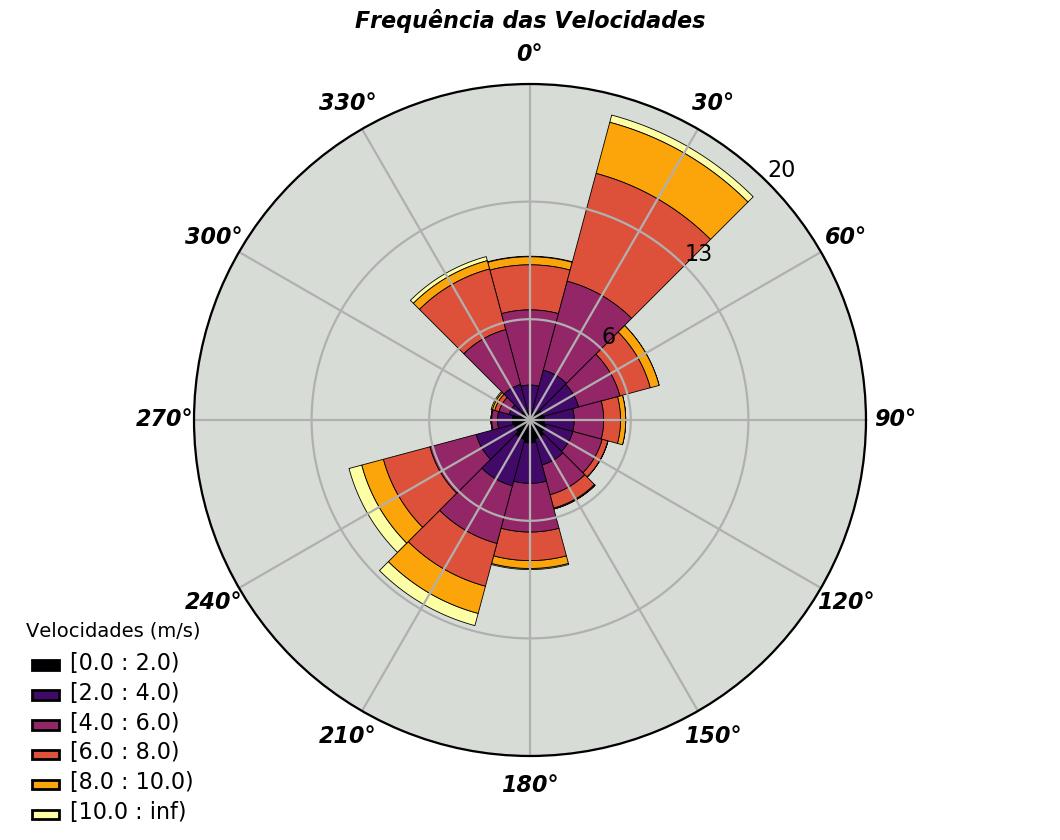 Frequência das Velocidades
0°
330°
30°
20
300°
60°
13
6
270°
90°
240°
120°
Velocidades (m/s)
[0.0 : 2.0)
[2.0 : 4.0)
[4.0 : 6.0)
[6.0 : 8.0)
[8.0 : 10.0)
[10.0 : inf)
210°
150°
180°